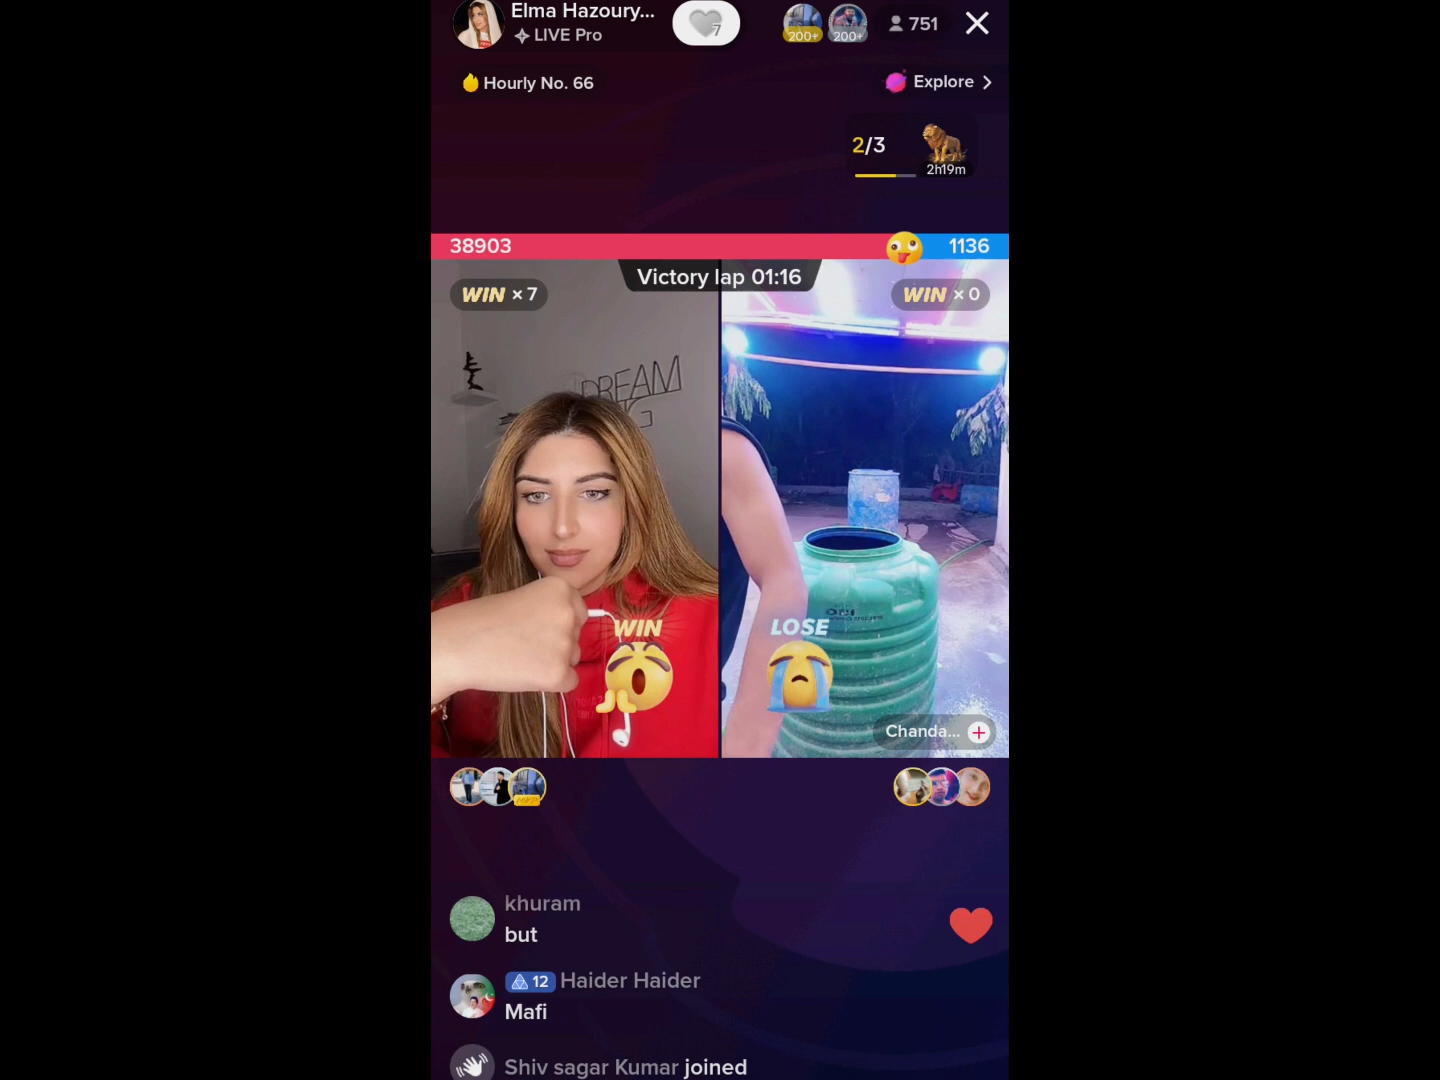 Elma Hazoury...
LIVE Pro
7
200+
200+
751
Hourly No. 66
Explore
2/3
2h19m
38903
1136
Victory lap 01:16
WIN × 7
WIN × 0
DREAM
WIN
LOSE
Chanda...
khuram
but
12 Haider Haider
Mafi
Shiv sagar Kumar joined